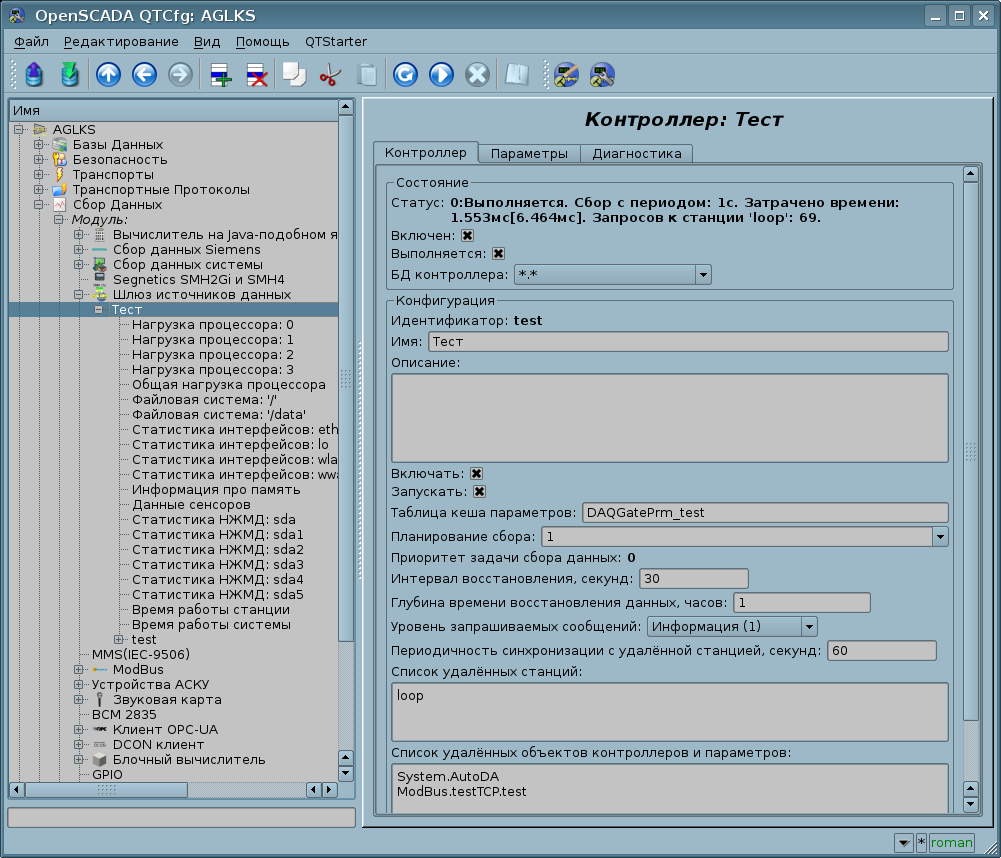 OpenSCADA QTCfg: AGLKS
Файл Редактирование Вид Помощь QTStarter
Имя
AGLKS
Базы Данных
Безопасность
Транспорты
Транспортные Протоколы
Сбор Данных
Модуль:
Вычислитель на Java-подобном я
Сбор данных Siemens
Сбор данных системы
Segnetics SMH2Gi и SMH4
Шлюз источников данных
Тест
Нагрузка процессора: 0
Нагрузка процессора: 1
Нагрузка процессора: 2
Нагрузка процессора: 3
Общая нагрузка процессора
Файловая система: '/'
Файловая система: '/data'
Статистика интерфейсов: eth
Статистика интерфейсов: lo
Статистика интерфейсов: wla
Статистика интерфейсов: wwa
Информация про память
Данные сенсоров
Статистика НЖМД: sda
Статистика НЖМД: sda1
Статистика НЖМД: sda2
Статистика НЖМД: sda3
Статистика НЖМД: sda4
Статистика НЖМД: sda5
Время работы станции
Время работы системы
test
MMS(IEC-9506)
ModBus
Устройства АСКУ
Звуковая карта
BCM 2835
Клиент OPC-UA
DCON клиент
Блочный вычислитель
GPIO
Контроллер: Тест
Контроллер Параметры Диагностика
Состояние
Статус: 0:Выполняется. Сбор с периодом: 1с. Затрачено времени:
1.553мс[6.464мс]. Запросов к станции 'loop': 69.
Включен:
Выполняется:
БД контроллера: *.*
Конфигурация
Идентификатор: test
Имя: Тест
Описание:
Включать:
Запускать:
Таблица кеша параметров: DAQGatePrm_test
Планирование сбора: 1
Приоритет задачи сбора данных: 0
Интервал восстановления, секунд: 30
Глубина времени восстановления данных, часов: 1
Уровень запрашиваемых сообщений: Информация (1)
Периодичность синхронизации с удалённой станцией, секунд: 60
Список удалённых станций:
loop
Список удалённых объектов контроллеров и параметров:
System.AutoDA
ModBus.testTCP.test
* roman